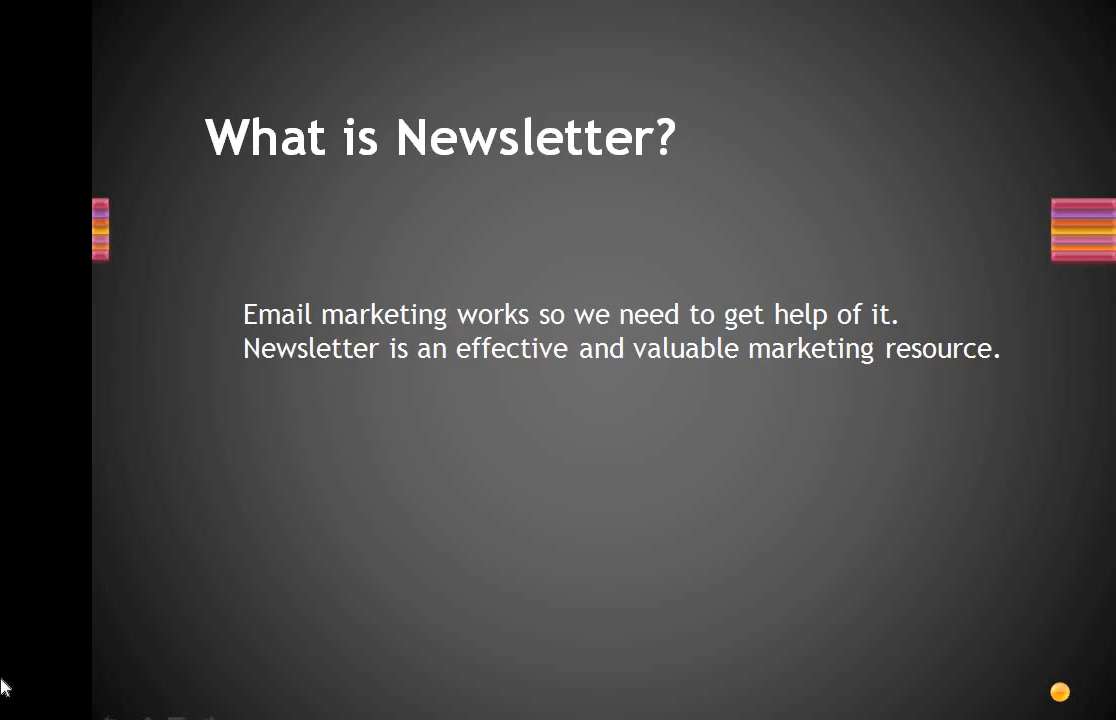 What is Newsletter?
Email marketing works so we need to get help of it.
Newsletter is an effective and valuable marketing resource.